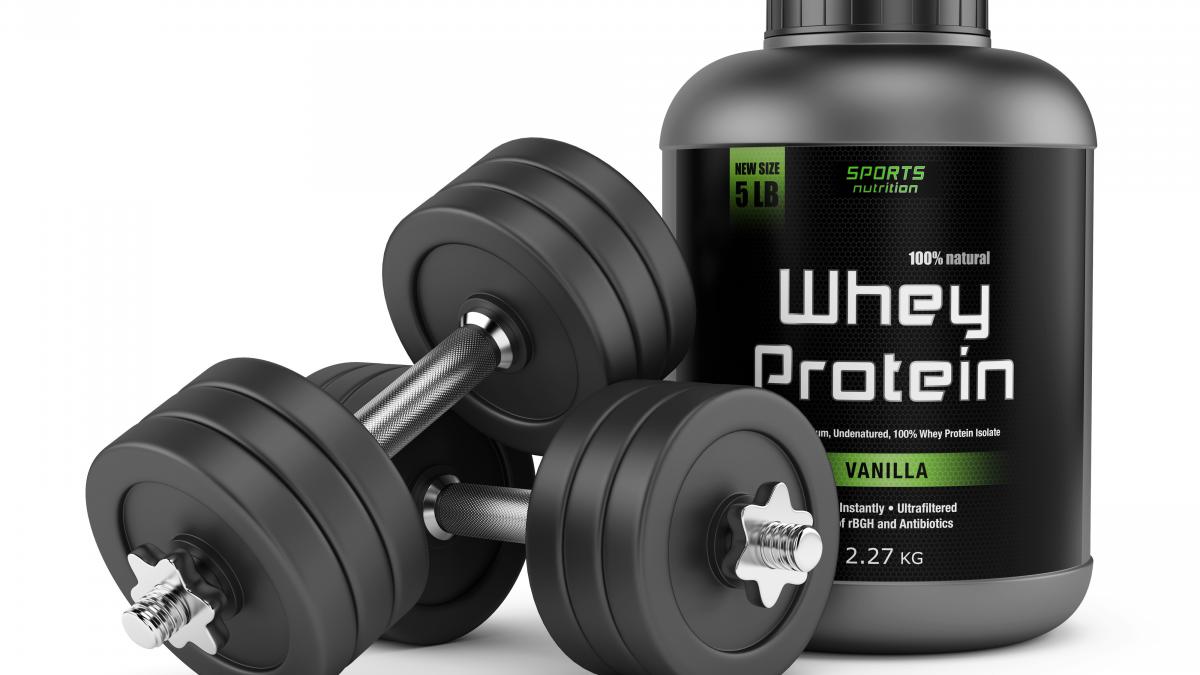 NEW SIZE
5 LB
SPORTS
nutrition
100% natural
Whey
Protein
Undenatured, 100% Whey Protein Isolate
VANILLA
Instantly • Ultrafiltered
rBGH and Antibiotics
2.27 KG